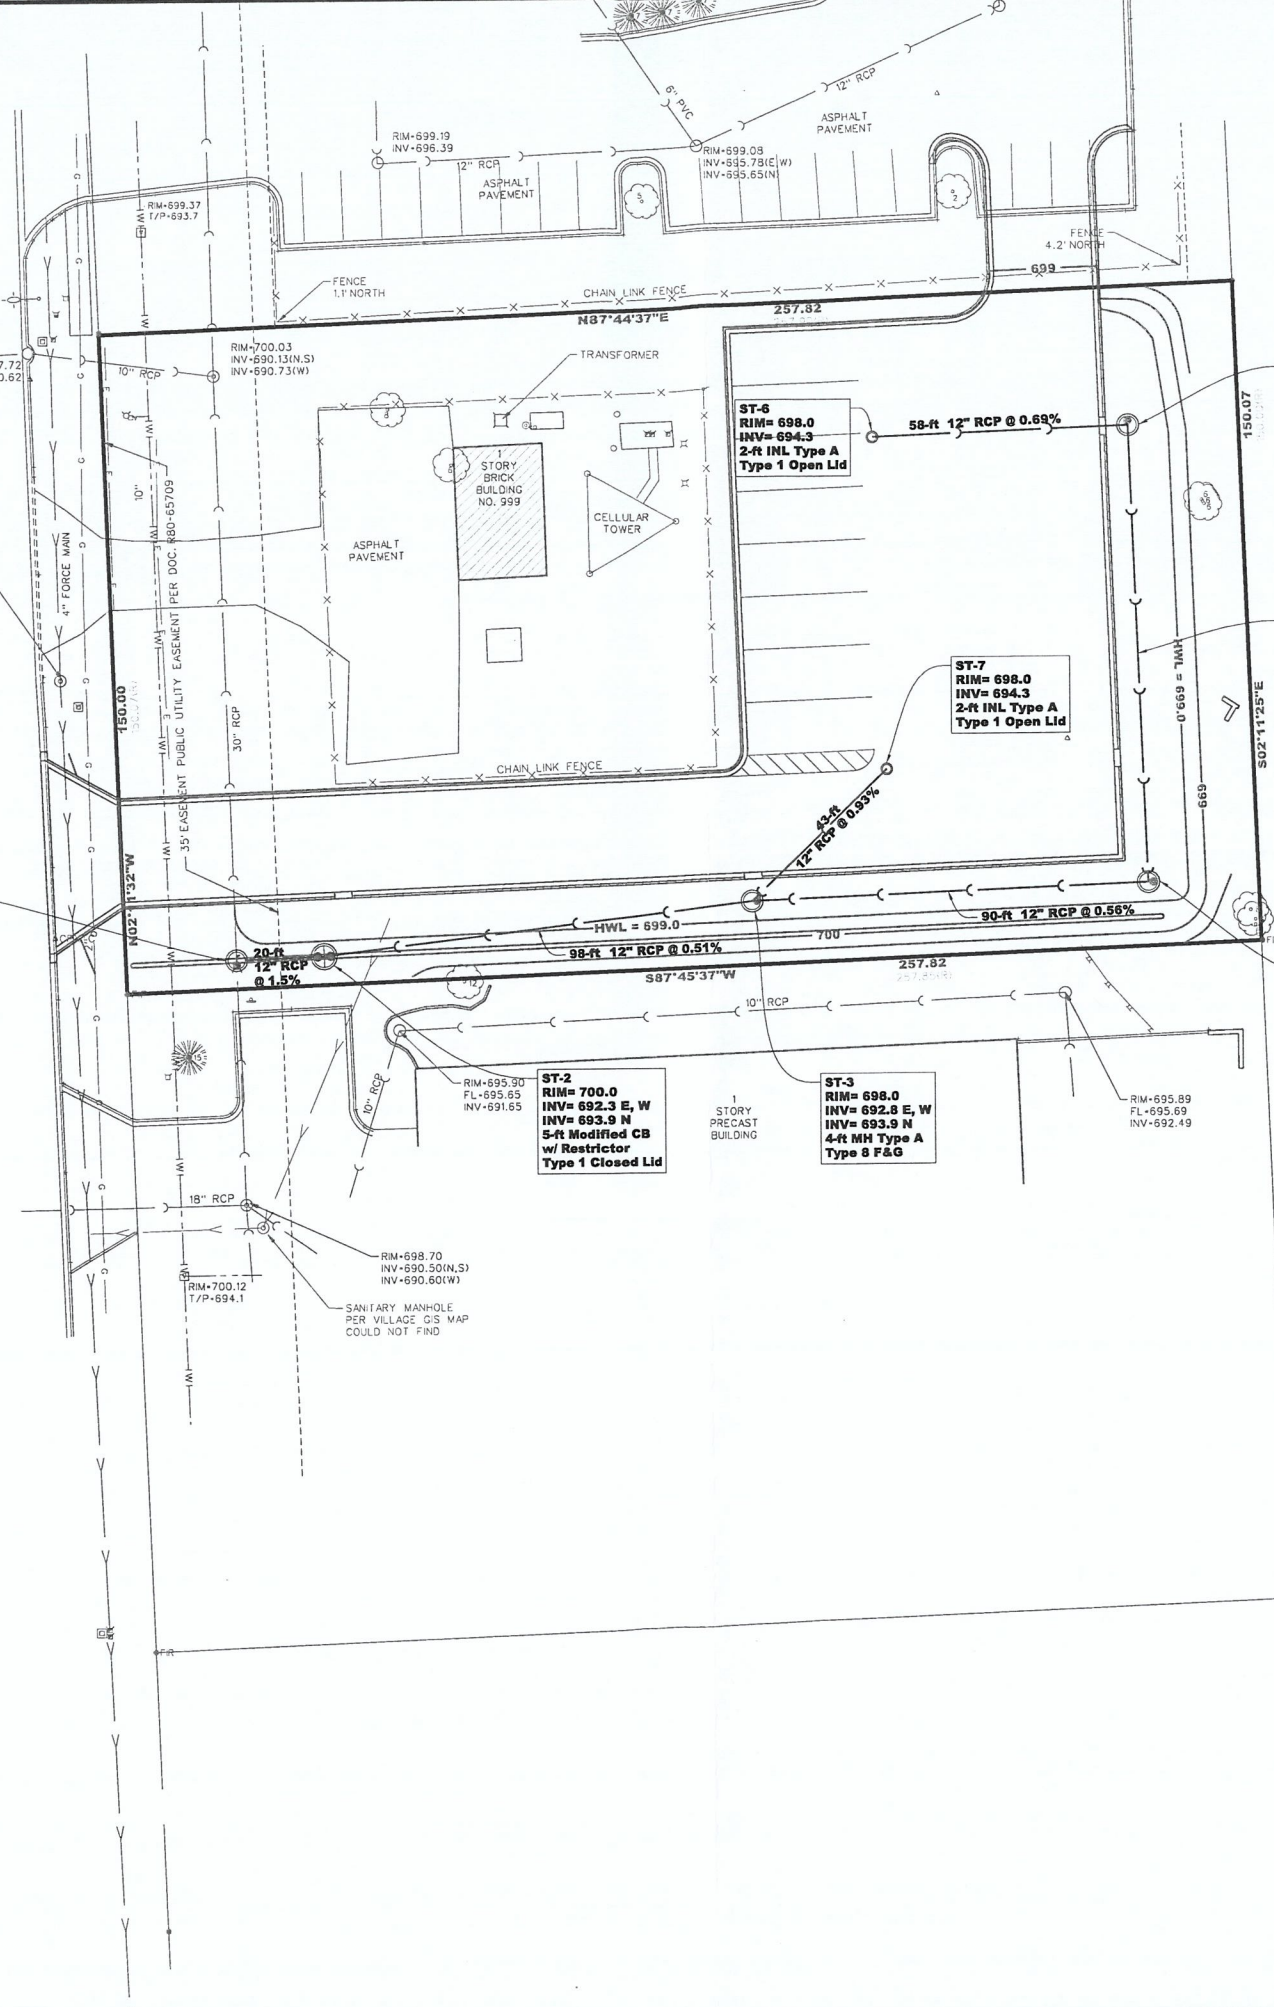 RIM=699.19
INV=696.39
12" RCP
6" PVC
12" RCP
ASPHALT
PAVEMENT
RIM=699.08
INV=695.78(E,W)
INV=695.65(N)
ASPHALT
PAVEMENT
5
2
RIM=699.37
T/P=693.7
FENCE
4.2' NORTH
699
FENCE
1.1' NORTH
CHAIN LINK FENCE
257.82
N87°44'37"E
RIM=700.03
INV=690.13(N,S)
INV=690.73(W)
7.72
0.62
10" RCP
TRANSFORMER
150.07
ST-6
RIM= 698.0
INV= 694.3
2-ft INL Type A
Type 1 Open Lid
58-ft 12" RCP @ 0.69%
1
STORY
BRICK
BUILDING
NO. 999
CELLULAR
TOWER
ASPHALT
PAVEMENT
10"
4" FORCE MAIN
35' EASEMENT PUBLIC UTILITY EASEMENT PER DOC. R80-65709
30" RCP
150.00
ST-7
RIM= 698.0
INV= 694.3
2-ft INL Type A
Type 1 Open Lid
HWL = 699.0
S02°11'25"E
699
CHAIN LINK FENCE
43-ft
12" RCP @ 0.93%
HWL = 699.0
700
90-ft 12" RCP @ 0.56%
98-ft 12" RCP @ 0.51%
20-ft
12" RCP
@ 1.5%
257.82
S87°45'37"W
12
10" RCP
15
10" RCP
RIM=695.90
FL=695.65
INV=691.65
ST-2
RIM= 700.0
INV= 692.3 E, W
INV= 693.9 N
5-ft Modified CB
w/ Restrictor
Type 1 Closed Lid
1
STORY
PRECAST
BUILDING
ST-3
RIM= 698.0
INV= 692.8 E, W
INV= 693.9 N
4-ft MH Type A
Type 8 F&G
RIM=695.89
FL=695.69
INV=692.49
18" RCP
RIM=698.70
INV=690.50(N,S)
INV=690.60(W)
RIM=700.12
T/P=694.1
SANITARY MANHOLE
PER VILLAGE GIS MAP
COULD NOT FIND